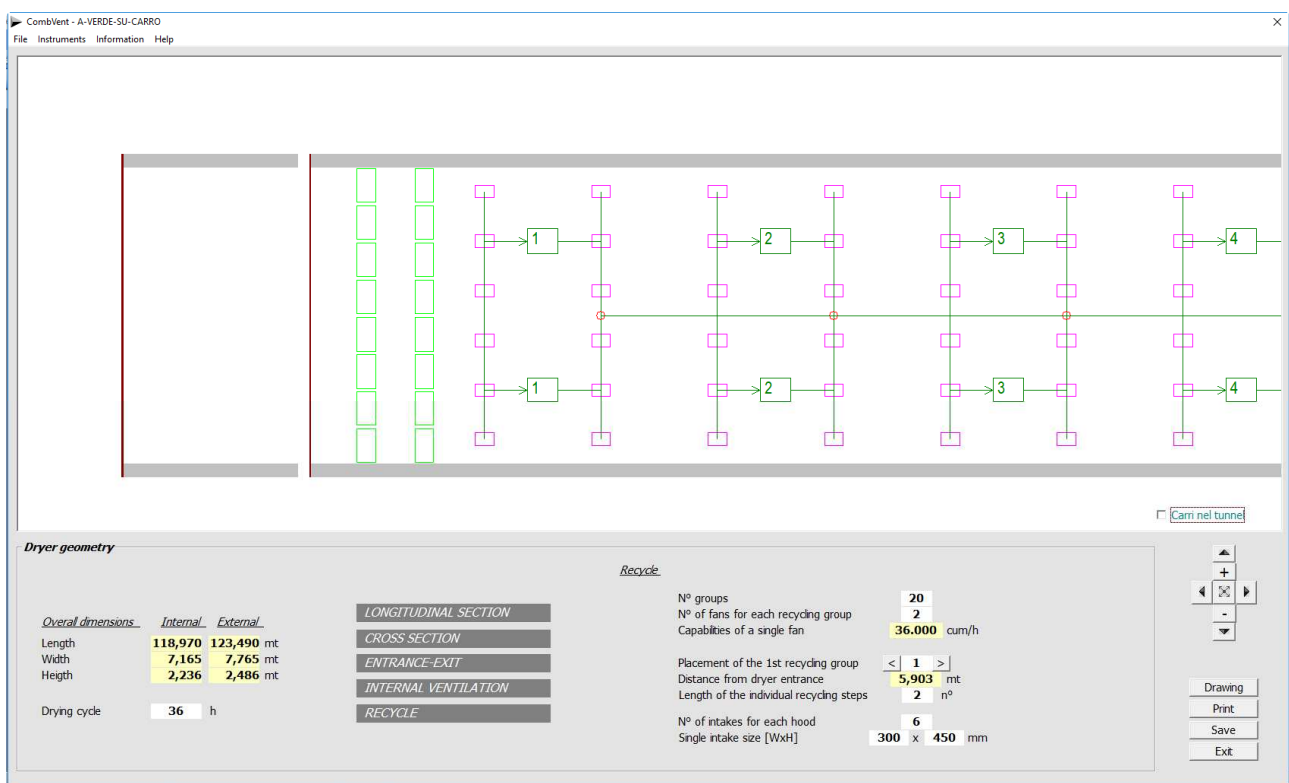 CombVent - A-VERDE-SU-CARRO
File Instruments Information Help
1 2 3 4
1 2 3 4
Carri nel tunnel
Dryer geometry
Recycle
Overall dimensions Internal External
Length 118,970 123,490 mt
Width 7,165 7,765 mt
Heigth 2,236 2,486 mt
Drying cycle 36 h
LONGITUDINAL SECTION
CROSS SECTION
ENTRANCE-EXIT
INTERNAL VENTILATION
RECYCLE
N° groups 20
N° of fans for each recycling group 2
Capabilties of a single fan 36.000 cum/h
Placement of the 1st recycling group < 1 >
Distance from dryer entrance 5,903 mt
Length of the individual recycling steps 2 n°
N° of intakes for each hood 6
Single intake size [WxH] 300 x 450 mm
+
-
Drawing
Print
Save
Exit